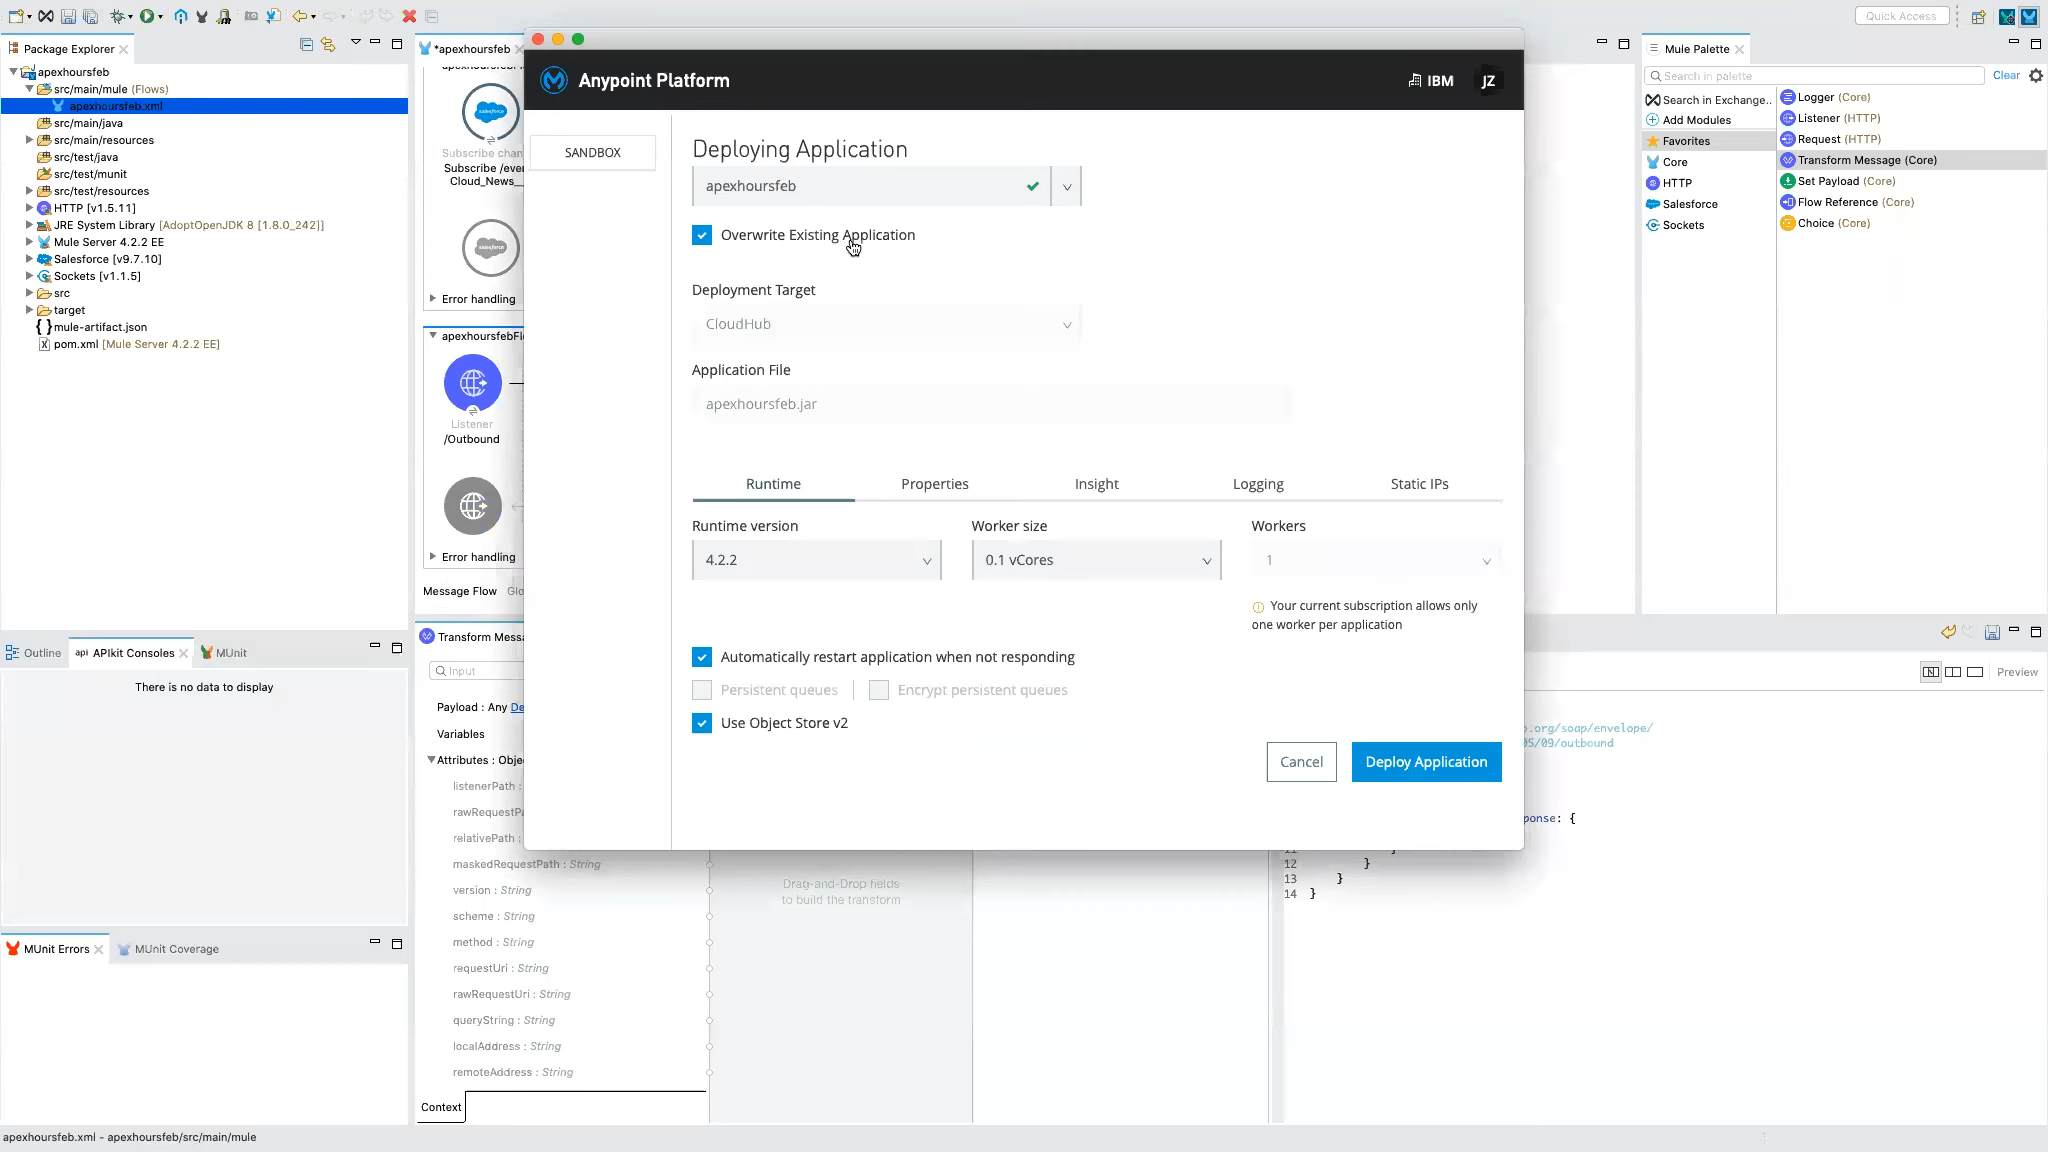 Quick Access
Package Explorer
apexhoursfeb
src/main/mule (Flows)
apexhoursfeb.xml
src/main/java
src/main/resources
src/test/java
src/test/munit
src/test/resources
HTTP [v1.5.11]
JRE System Library [AdoptOpenJDK 8 [1.8.0_242]]
Mule Server 4.2.2 EE
Salesforce [v9.7.10]
Sockets [v1.1.5]
src
target
mule-artifact.json
pom.xml [Mule Server 4.2.2 EE]
*apexhoursfeb
salesforce
Subscribe chan
Subscribe /eve
Cloud_News_
salesforce
Error handling
apexhoursfebFl
Listener
/Outbound
Error handling
Message Flow Glo
Anypoint Platform
IBM
JZ
SANDBOX
Deploying Application
apexhoursfeb
Overwrite Existing Application
Deployment Target
CloudHub
Application File
apexhoursfeb.jar
Runtime Properties Insight Logging Static IPs
Runtime version Worker size Workers
4.2.2 0.1 vCores 1
Your current subscription allows only
one worker per application
Automatically restart application when not responding
Persistent queues Encrypt persistent queues
Use Object Store v2
Cancel Deploy Application
Mule Palette
Search in palette
Clear
Search in Exchange..
Add Modules
Favorites
Core
HTTP
Salesforce
Sockets
Logger (Core)
Listener (HTTP)
Request (HTTP)
Transform Message (Core)
Set Payload (Core)
Flow Reference (Core)
Choice (Core)
Outline
api APIkit Consoles
MUnit
There is no data to display
MUnit Errors
MUnit Coverage
Transform Messa
Input
Payload : Any De
Variables
Attributes : Obje
listenerPath :
rawRequestPa
relativePath :
maskedRequestPath : String
version : String
scheme : String
method : String
requestUri : String
rawRequestUri : String
queryString : String
localAddress : String
remoteAddress : String
Context
Drag-and-Drop fields
to build the transform
Preview
.org/soap/envelope/
5/09/outbound
ponse: {
12 }
13 }
14 }
apexhoursfeb.xml - apexhoursfeb/src/main/mule